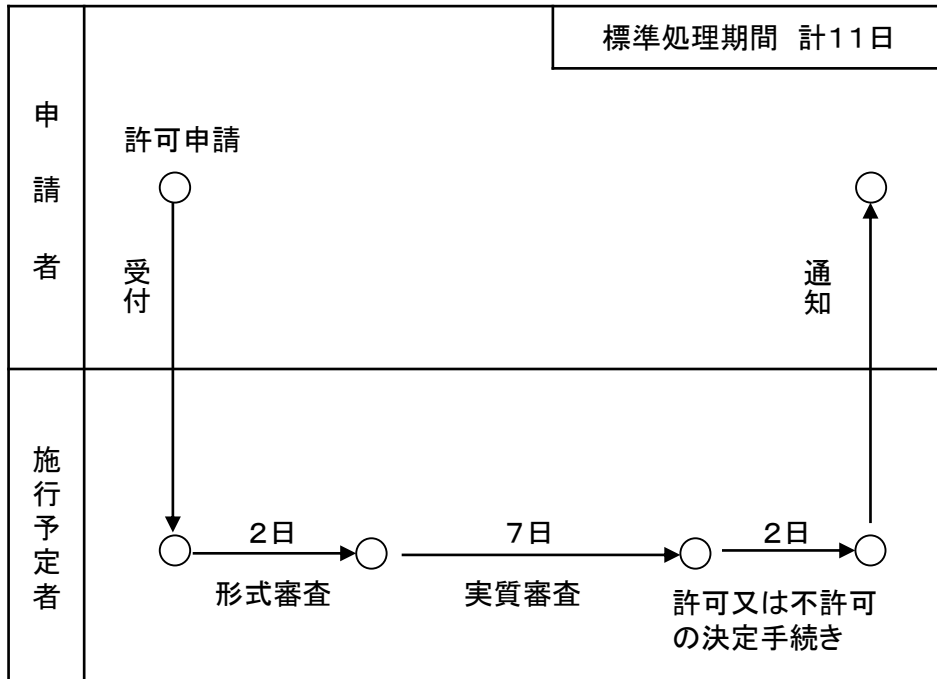 標準処理期間 計11日
申請者
許可申請
受付
通知
施行予定者
2日
7日
2日
形式審査
実質審査
許可又は不許可
の決定手続き